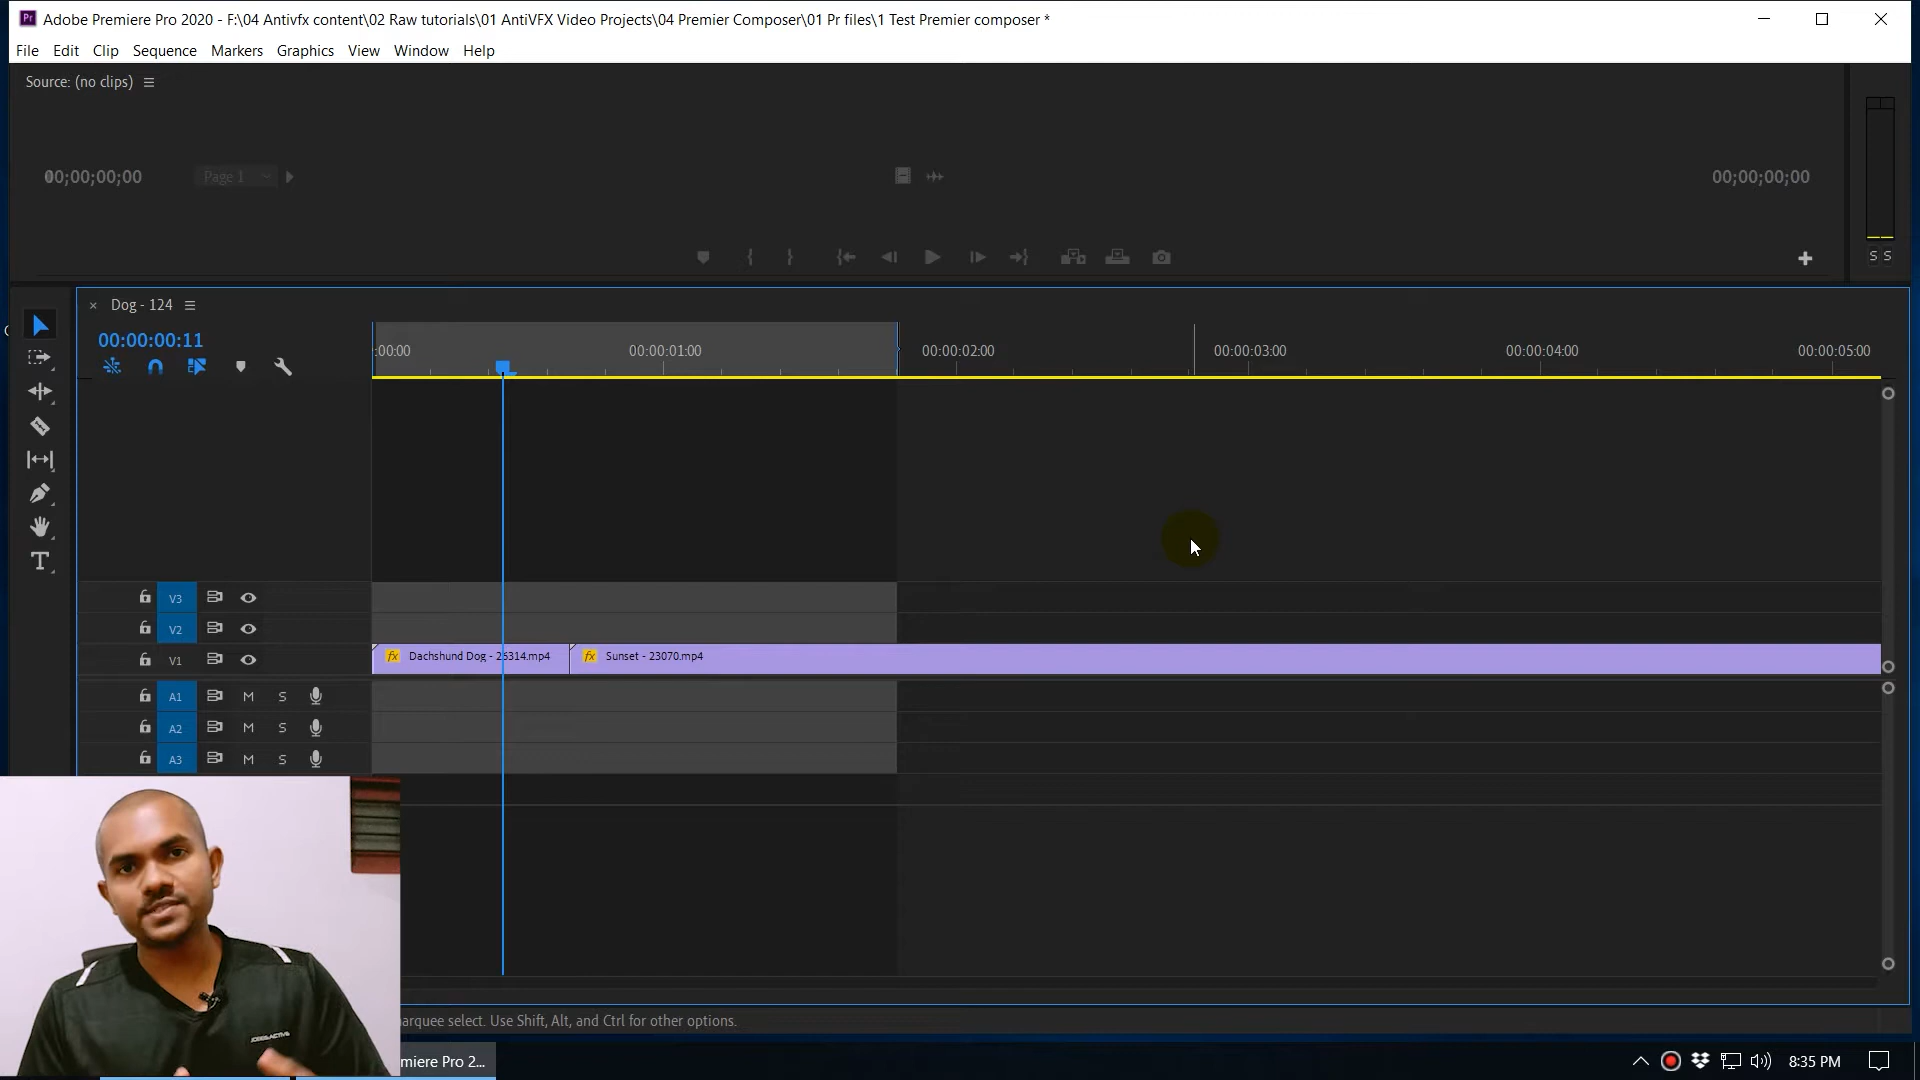 Adobe Premiere Pro 2020 - F:\04 Antivfx content\02 Raw tutorials\01 AntiVFX Video Projects\04 Premier Composer\01 Pr files\1 Test Premier composer *
File Edit Clip Sequence Markers Graphics View Window Help
Source: (no clips)
00;00;00;00
Page 1
00;00;00;00
S S
Dog - 124
00:00:00:11
:00:00
00:00:01:00
00:00:02:00
00:00:03:00
00:00:04:00
00:00:05:00
V3
V2
V1
fx Dachshund Dog - 26314.mp4
fx Sunset - 23070.mp4
A1 M S
A2 M S
A3 M S
arquee select. Use Shift, Alt, and Ctrl for other options.
miere Pro 2...
8:35 PM